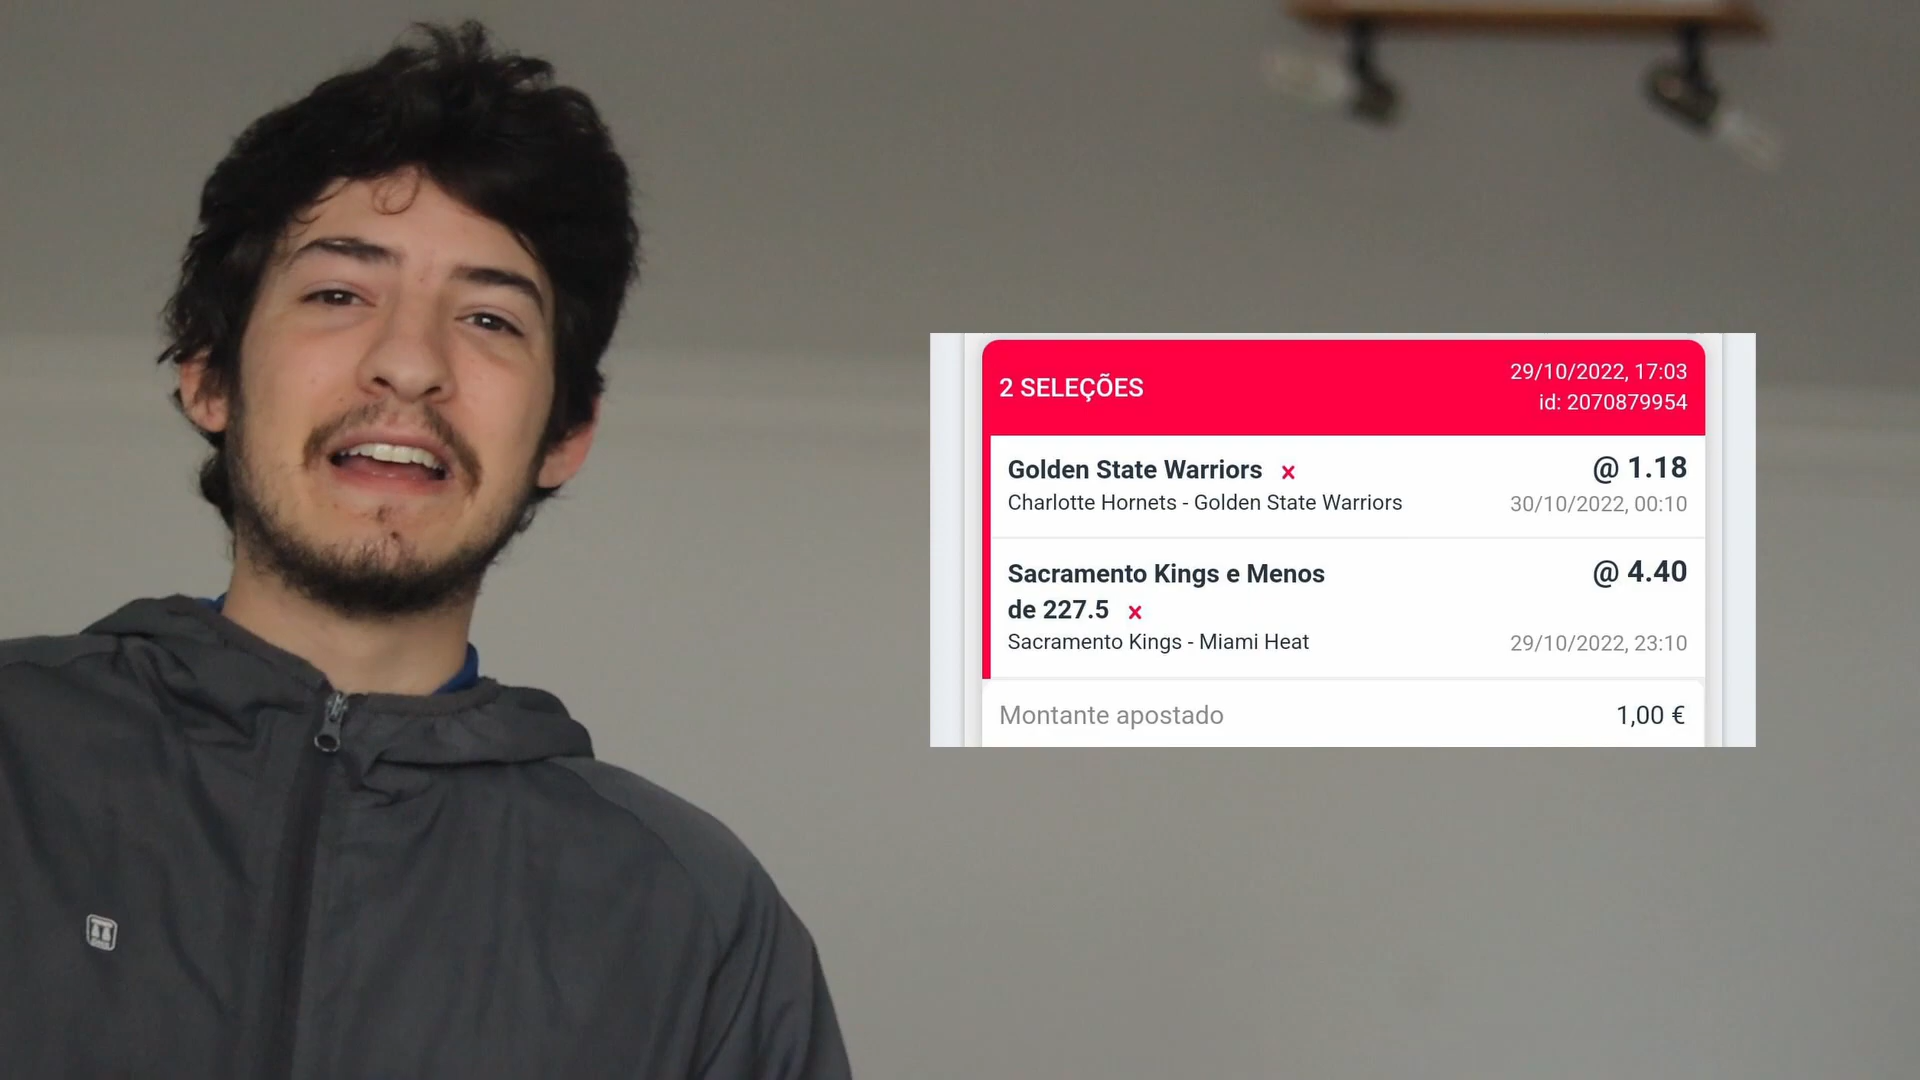 2 SELEÇÕES
29/10/2022, 17:03
id: 2070879954
Golden State Warriors
@ 1.18
Charlotte Hornets - Golden State Warriors
30/10/2022, 00:10
Sacramento Kings e Menos
de 227.5
@ 4.40
Sacramento Kings - Miami Heat
29/10/2022, 23:10
Montante apostado
1,00 €